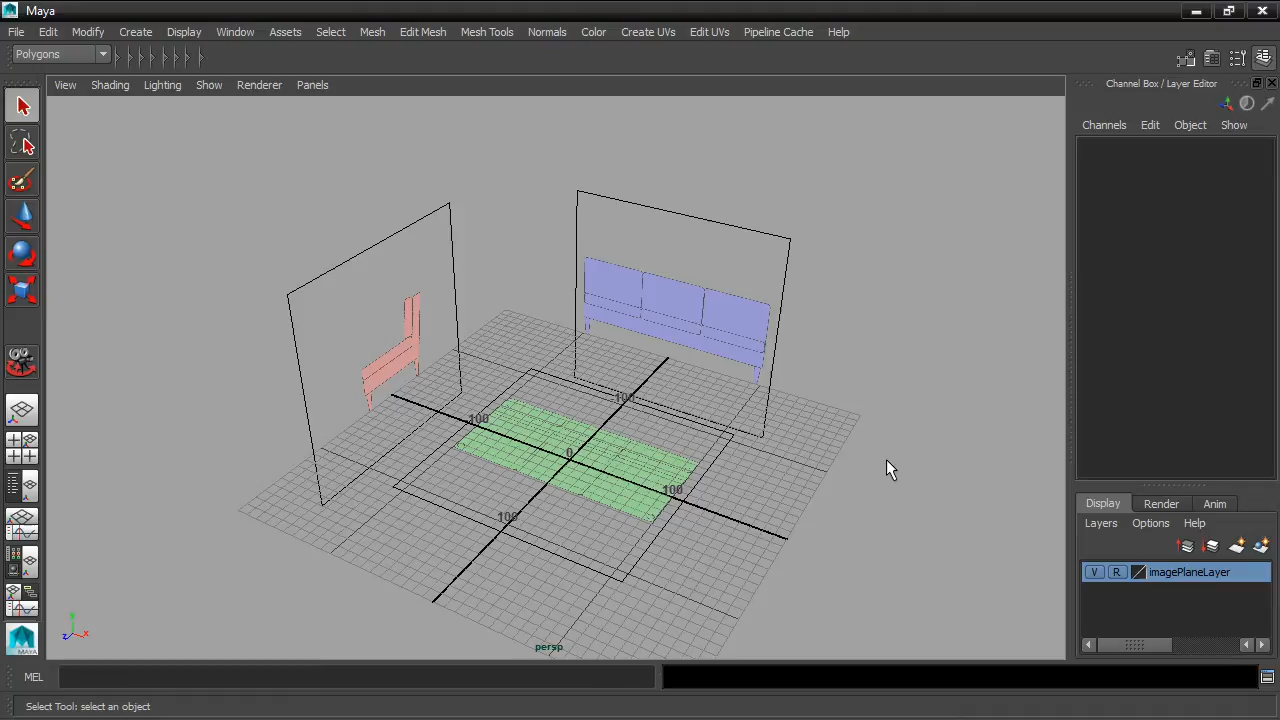 Maya
File Edit Modify Create Display Window Assets Select Mesh Edit Mesh Mesh Tools Normals Color Create UVs Edit UVs Pipeline Cache Help
Polygons
View Shading Lighting Show Renderer Panels
Channel Box / Layer Editor
Channels Edit Object Show
-100
100
0
100
100
Display Render Anim
Layers Options Help
V R imagePlaneLayer
y
z x
MAYA
persp
MEL
Select Tool: select an object